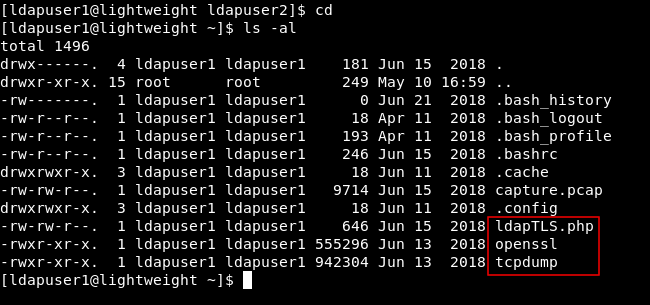 [ldapuser1@lightweight ldapuser2]$ cd
[ldapuser1@lightweight ~]$ ls -al
total 1496
drwx------.  4 ldapuser1 ldapuser1    181 Jun 15  2018 .
drwxr-xr-x. 15 root      root         249 May 10 16:59 ..
-rw-------.  1 ldapuser1 ldapuser1      0 Jun 21  2018 .bash_history
-rw-r--r--.  1 ldapuser1 ldapuser1     18 Apr 11  2018 .bash_logout
-rw-r--r--.  1 ldapuser1 ldapuser1    193 Apr 11  2018 .bash_profile
-rw-r--r--.  1 ldapuser1 ldapuser1    246 Jun 15  2018 .bashrc
drwxrwxr-x.  3 ldapuser1 ldapuser1     18 Jun 11  2018 .cache
-rw-rw-r--.  1 ldapuser1 ldapuser1   9714 Jun 15  2018 capture.pcap
drwxrwxr-x.  3 ldapuser1 ldapuser1     18 Jun 11  2018 .config
-rw-rw-r--.  1 ldapuser1 ldapuser1    646 Jun 15  2018 ldapTLS.php
-rwxr-xr-x.  1 ldapuser1 ldapuser1 555296 Jun 13  2018 openssl
-rwxr-xr-x.  1 ldapuser1 ldapuser1 942304 Jun 13  2018 tcpdump
[ldapuser1@lightweight ~]$